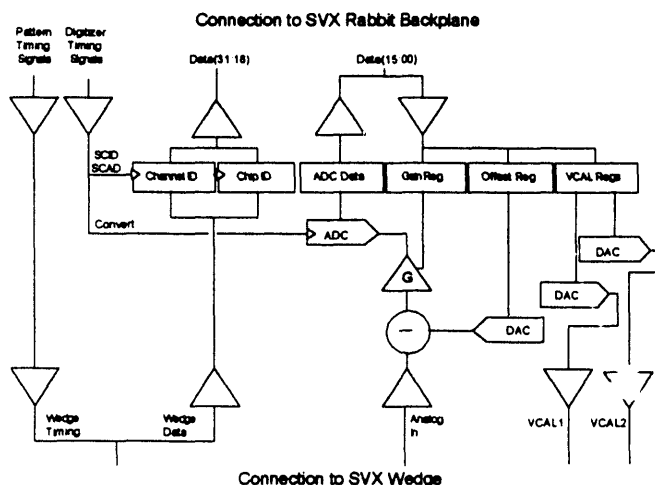 Connection to SVX Rabbit Backplane
Pattern
Timing
Signals
Digitizer
Timing
Signals
Data(31:18)
Data(15:00)
SCID
SCAD
Channel ID
Chip ID
ADC Data
Gain Reg
Offset Reg
VCAL Regs
Convert
ADC
DAC
G
DAC
—
DAC
Wedge
Timing
Wedge
Data
Analog
In
VCAL1
VCAL2
Connection to SVX Wedge